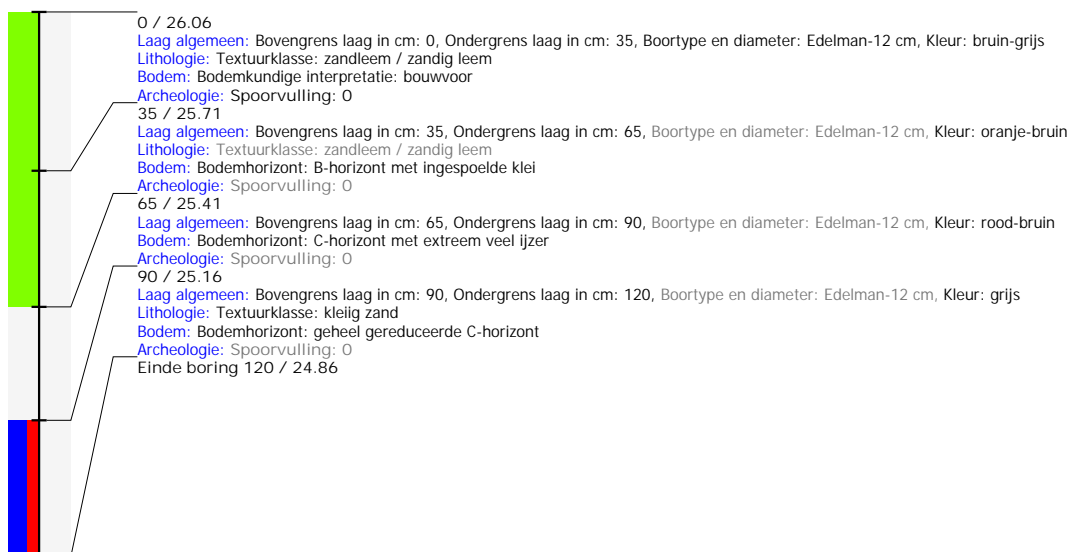 0 / 26.06
Laag algemeen: Bovengrens laag in cm: 0, Ondergrens laag in cm: 35, Boortype en diameter: Edelman-12 cm, Kleur: bruin-grijs
Lithologie: Textuurklasse: zandleem / zandig leem
Bodem: Bodemkundige interpretatie: bouwvoor
Archeologie: Spoorvulling: 0
35 / 25.71
Laag algemeen: Bovengrens laag in cm: 35, Ondergrens laag in cm: 65, Boortype en diameter: Edelman-12 cm, Kleur: oranje-bruin
Lithologie: Textuurklasse: zandleem / zandig leem
Bodem: Bodemhorizont: B-horizont met ingespoelde klei
Archeologie: Spoorvulling: 0
65 / 25.41
Laag algemeen: Bovengrens laag in cm: 65, Ondergrens laag in cm: 90, Boortype en diameter: Edelman-12 cm, Kleur: rood-bruin
Bodem: Bodemhorizont: C-horizont met extreem veel ijzer
Archeologie: Spoorvulling: 0
90 / 25.16
Laag algemeen: Bovengrens laag in cm: 90, Ondergrens laag in cm: 120, Boortype en diameter: Edelman-12 cm, Kleur: grijs
Lithologie: Textuurklasse: kleiig zand
Bodem: Bodemhorizont: geheel gereduceerde C-horizont
Archeologie: Spoorvulling: 0
Einde boring 120 / 24.86